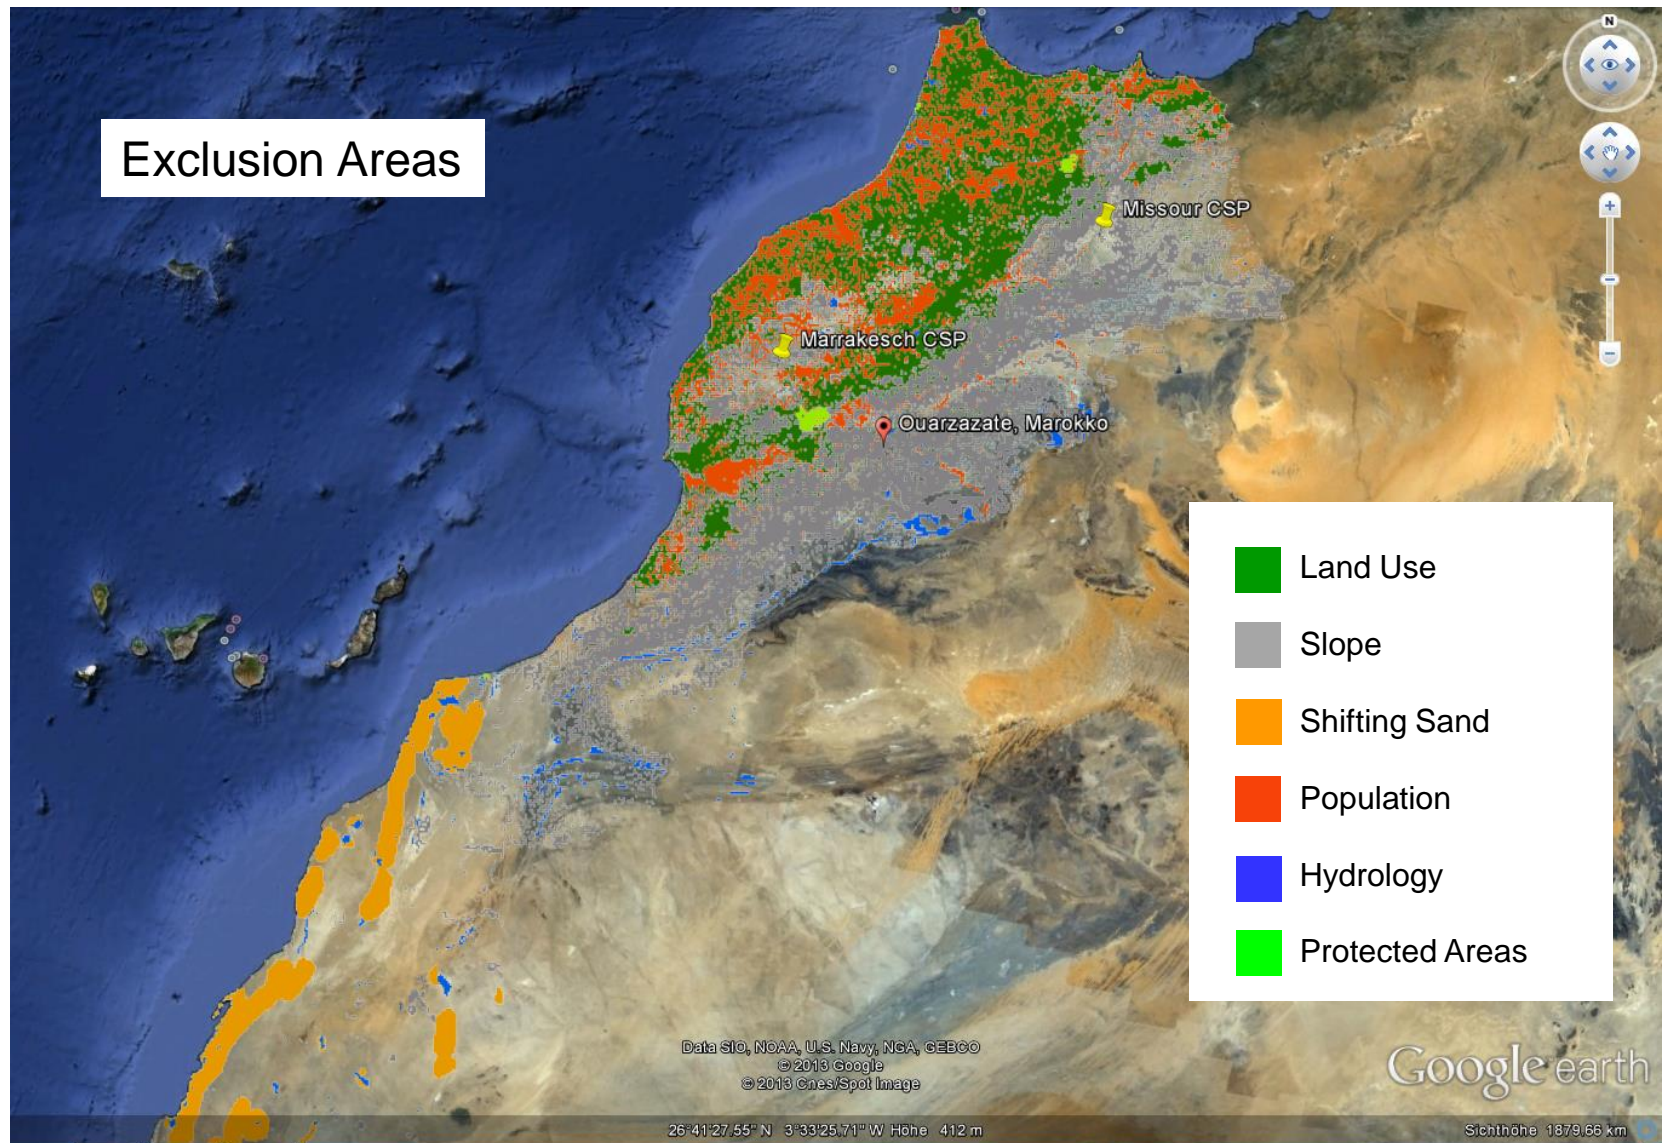 N
Exclusion Areas
Missour CSP
Marrakesch CSP
Ouarzazate, Marokko
Land Use
Slope
Shifting Sand
Population
Hydrology
Protected Areas
Data SIO, NOAA, U.S. Navy, NGA, GEBCO
© 2013 Google
© 2013 Cnes/Spot Image
Google earth
26°41'27.55" N 3°33'25.71" W Höhe 412 m
Sichthöhe 1879.66 km